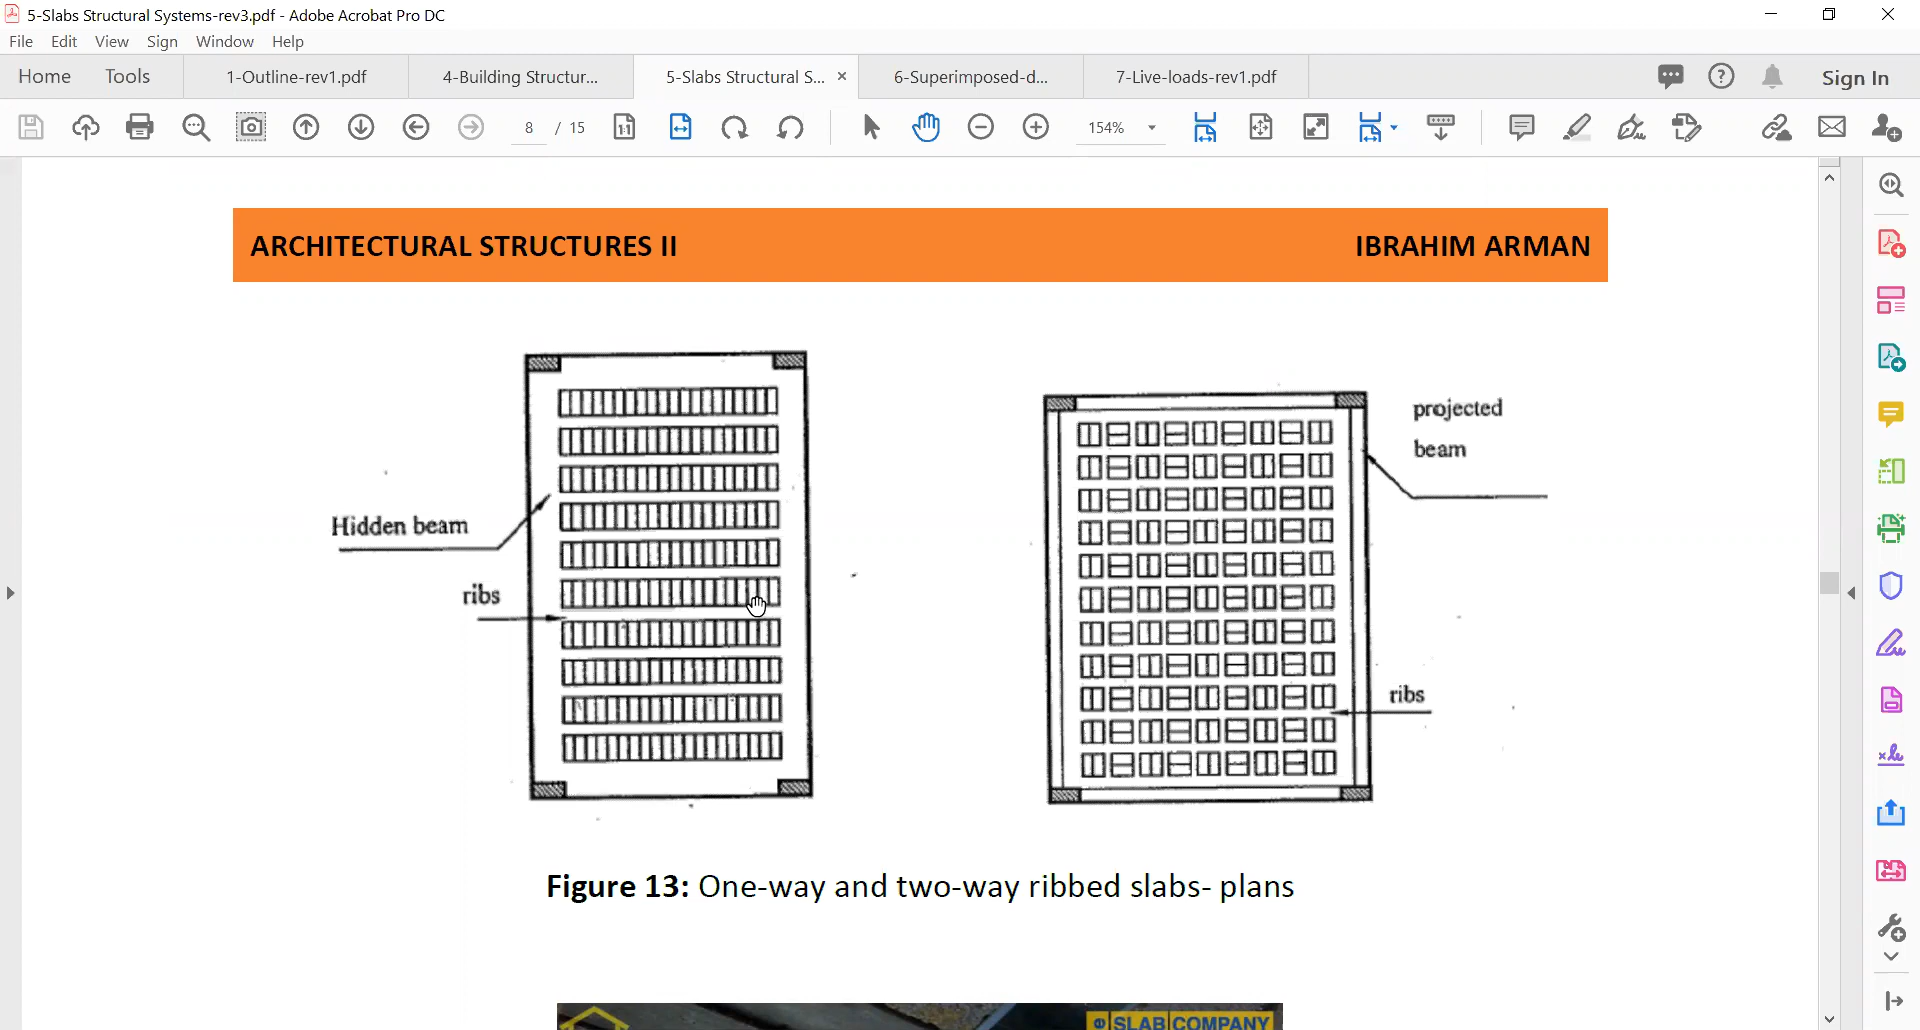 5-Slabs Structural Systems-rev3.pdf - Adobe Acrobat Pro DC
File Edit View Sign Window Help
Home Tools 1-Outline-rev1.pdf 4-Building Structur... 5-Slabs Structural S... × 6-Superimposed-d... 7-Live-loads-rev1.pdf Sign In
8 / 15 154%
ARCHITECTURAL STRUCTURES II IBRAHIM ARMAN
projected
beam
Hidden beam
ribs
ribs
Figure 13: One-way and two-way ribbed slabs- plans
e SLAB COMPANY